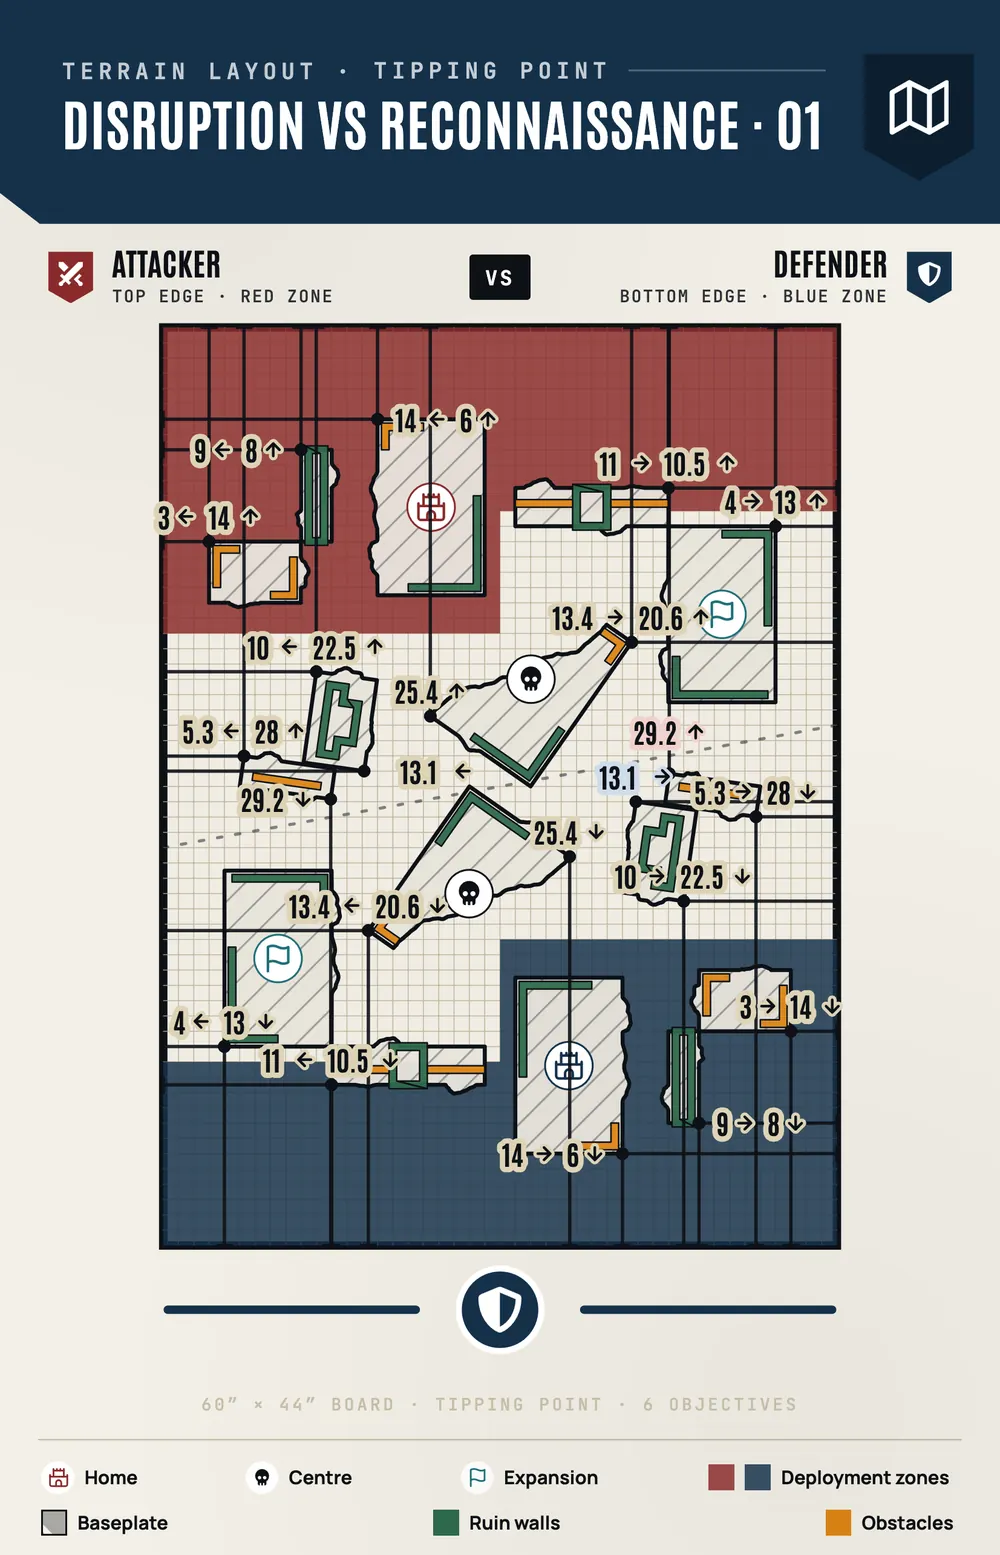 TERRAIN LAYOUT · TIPPING POINT
DISRUPTION VS RECONNAISSANCE · 01
ATTACKER
TOP EDGE · RED ZONE
VS
DEFENDER
BOTTOM EDGE · BLUE ZONE
14 ← 6 ↑
9 ← 8 ↑
11 → 10.5 ↑
4 → 13 ↑
3 ← 14 ↑
13.4 → 20.6 ↑
10 ← 22.5 ↑
25.4 ↑
5.3 ← 28 ↑
29.2 ↑
13.1 ←
13.1 →
29.2 ↓
5.3 → 28 ↓
25.4 ↓
10 → 22.5 ↓
13.4 ← 20.6 ↓
3 → 14 ↓
4 ← 13 ↓
11 ← 10.5 ↓
9 → 8 ↓
14 → 6 ↓
60″ × 44″ BOARD · TIPPING POINT · 6 OBJECTIVES
Home
Centre
Expansion
Deployment zones
Baseplate
Ruin walls
Obstacles